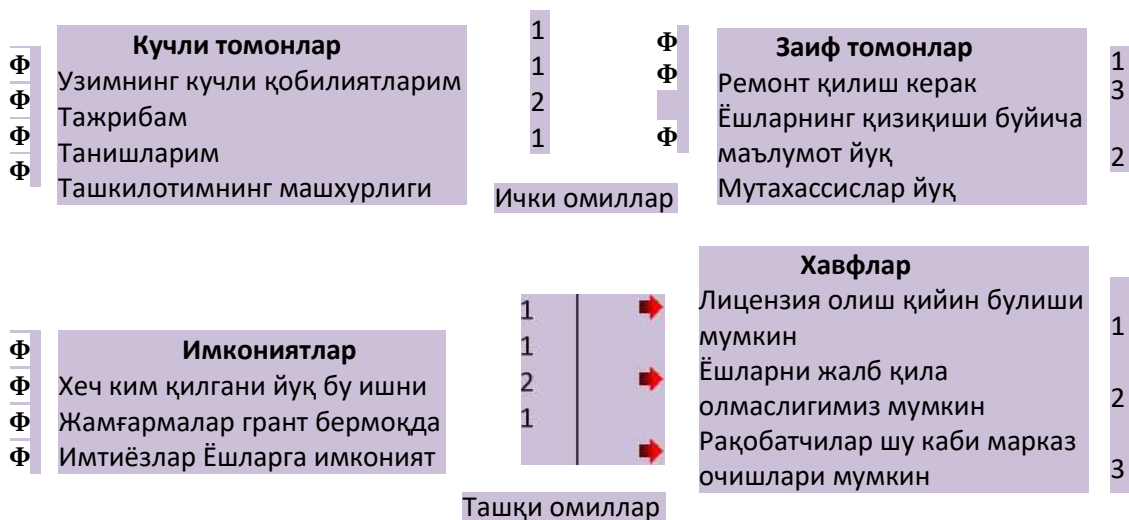 Кучли томонлар
Ф Узимнинг кучли қобилиятларим 1
Ф Тажрибам 1
Ф Танишларим 2
Ф Ташкилотимнинг машхурлиги 1
Ички омиллар
Заиф томонлар
Ф Ремонт қилиш керак 1
Ф Ёшларнинг қизиқиши буйича 3
маълумот йуқ
Ф Мутахассислар йуқ 2
Имкониятлар
Ф Хеч ким қилгани йуқ бу ишни 1
Ф Жамғармалар грант бермоқда 1
Ф Имтиёзлар Ёшларга имконият 2
Ф 1
Ташқи омиллар
Хавфлар
Лицензия олиш қийин булиши
мумкин 1
Ёшларни жалб қила
олмаслигимиз мумкин 2
Рақобатчилар шу каби марказ
очишлари мумкин 3